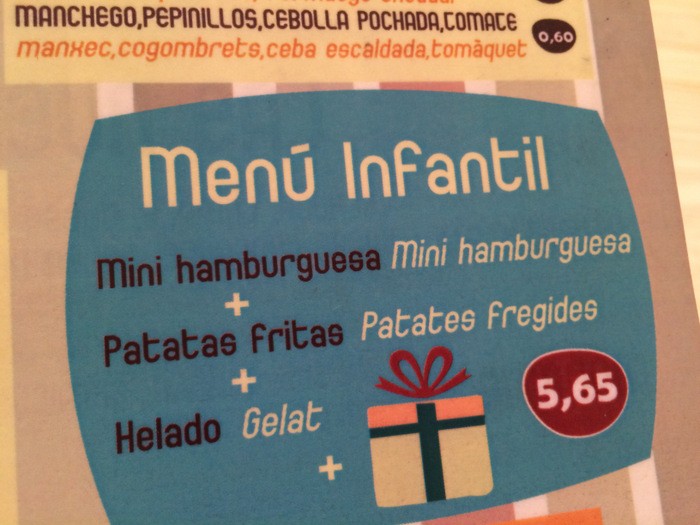 MANCHEGO,PEPINILLOS,CEBOLLA POCHADA,TOMATE
manxec,cogombrets,ceba escaldada,tomàquet
0,60
Menú Infantil
Mini hamburguesa Mini hamburguesa
+
Patatas fritas Patates fregides
+
Helado Gelat
+
5,65